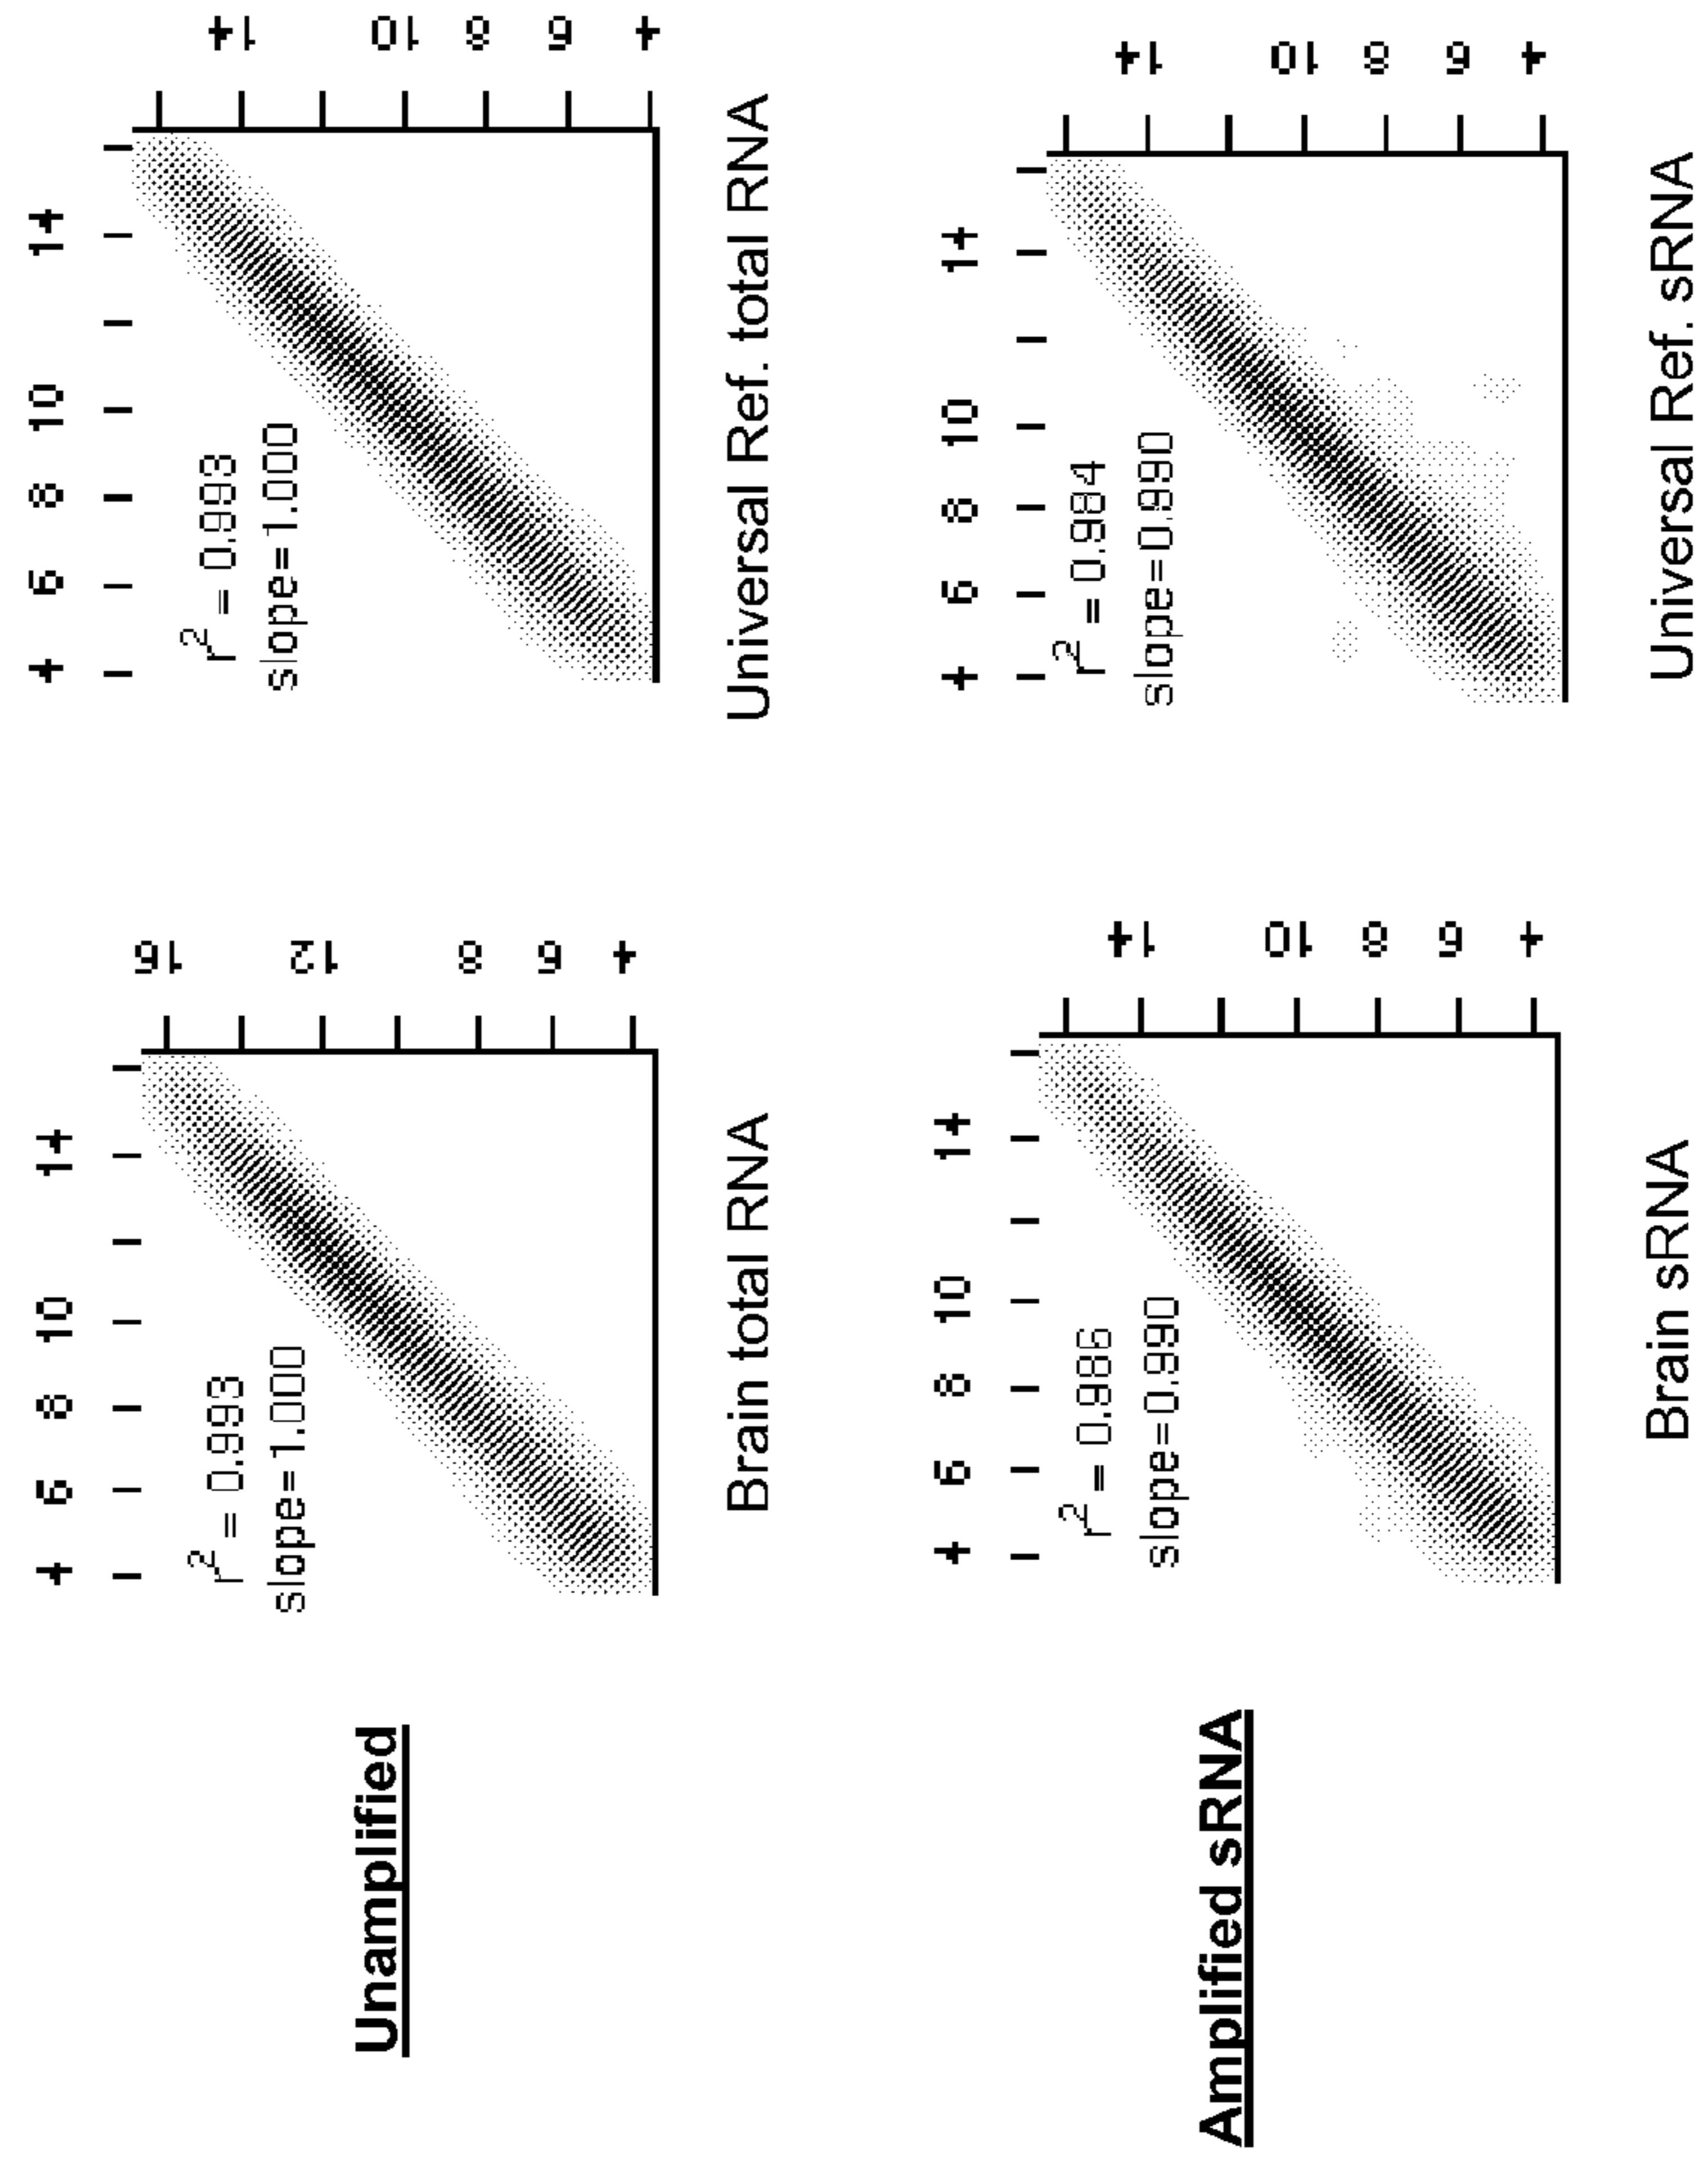 Unamplified
4 6 8 10 14
r² = 0.993
slope=1.000
16
12
8
6
4
Brain total RNA
4 6 8 10 14
r² = 0.993
slope=1.000
14
10
8
6
4
Universal Ref. total RNA
Amplified sRNA
4 6 8 10 14
r² = 0.986
slope=0.990
14
10
8
6
4
Brain sRNA
4 6 8 10 14
r² = 0.984
slope=0.990
14
10
8
6
4
Universal Ref. sRNA